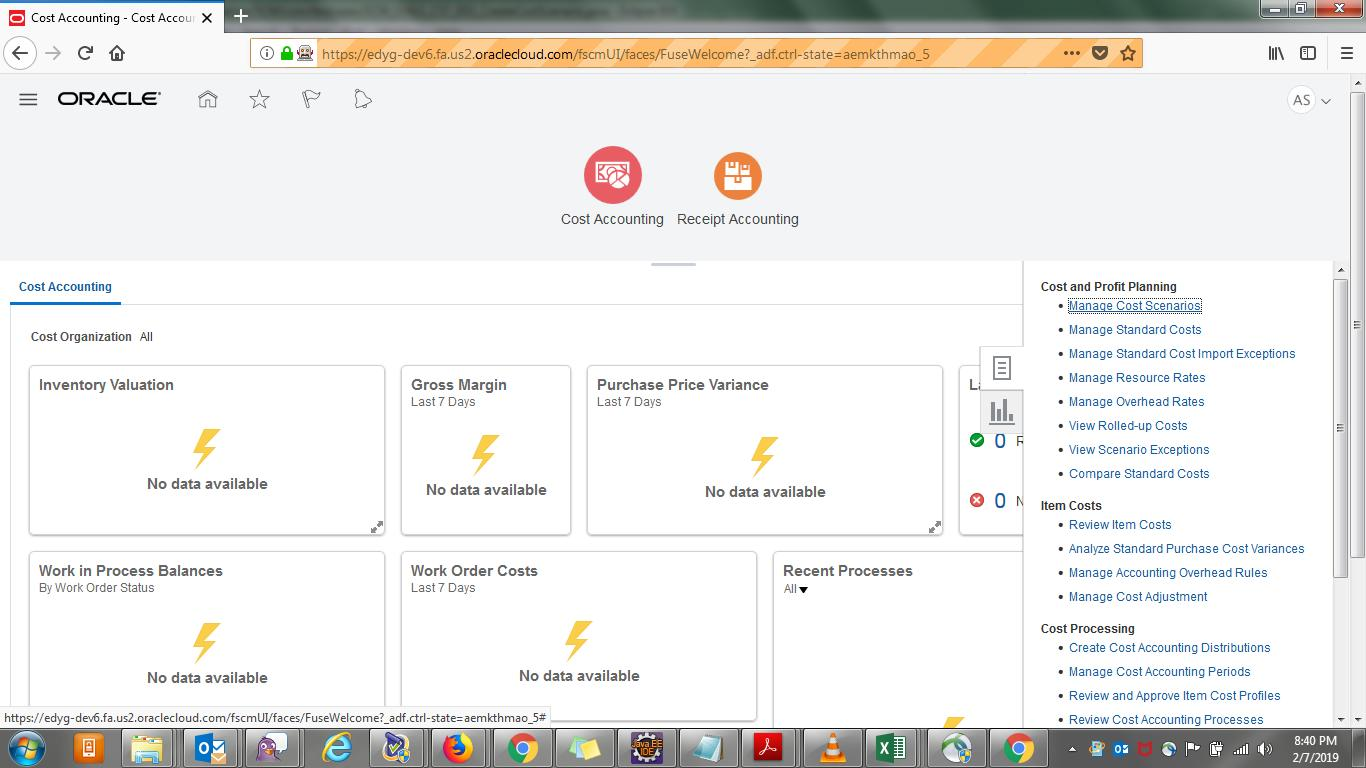 Cost Accounting - Cost Accou
https://edyg-dev6.fa.us2.oraclecloud.com/fscmUI/faces/FuseWelcome?_adf.ctrl-state=aemkthmao_5
ORACLE
AS
Cost Accounting
Receipt Accounting
Cost Accounting
Cost Organization All
Inventory Valuation
No data available
Gross Margin
Last 7 Days
No data available
Purchase Price Variance
Last 7 Days
No data available
0
0 N
Work in Process Balances
By Work Order Status
No data available
Work Order Costs
Last 7 Days
No data available
Recent Processes
All
Cost and Profit Planning
Manage Cost Scenarios
Manage Standard Costs
Manage Standard Cost Import Exceptions
Manage Resource Rates
Manage Overhead Rates
View Rolled-up Costs
View Scenario Exceptions
Compare Standard Costs
Item Costs
Review Item Costs
Analyze Standard Purchase Cost Variances
Manage Accounting Overhead Rules
Manage Cost Adjustment
Cost Processing
Create Cost Accounting Distributions
Manage Cost Accounting Periods
Review and Approve Item Cost Profiles
Review Cost Accounting Processes
https://edyg-dev6.fa.us2.oraclecloud.com/fscmUI/faces/FuseWelcome?_adf.ctrl-state=aemkthmao_5#
Java EE
IDE
8:40 PM
2/7/2019